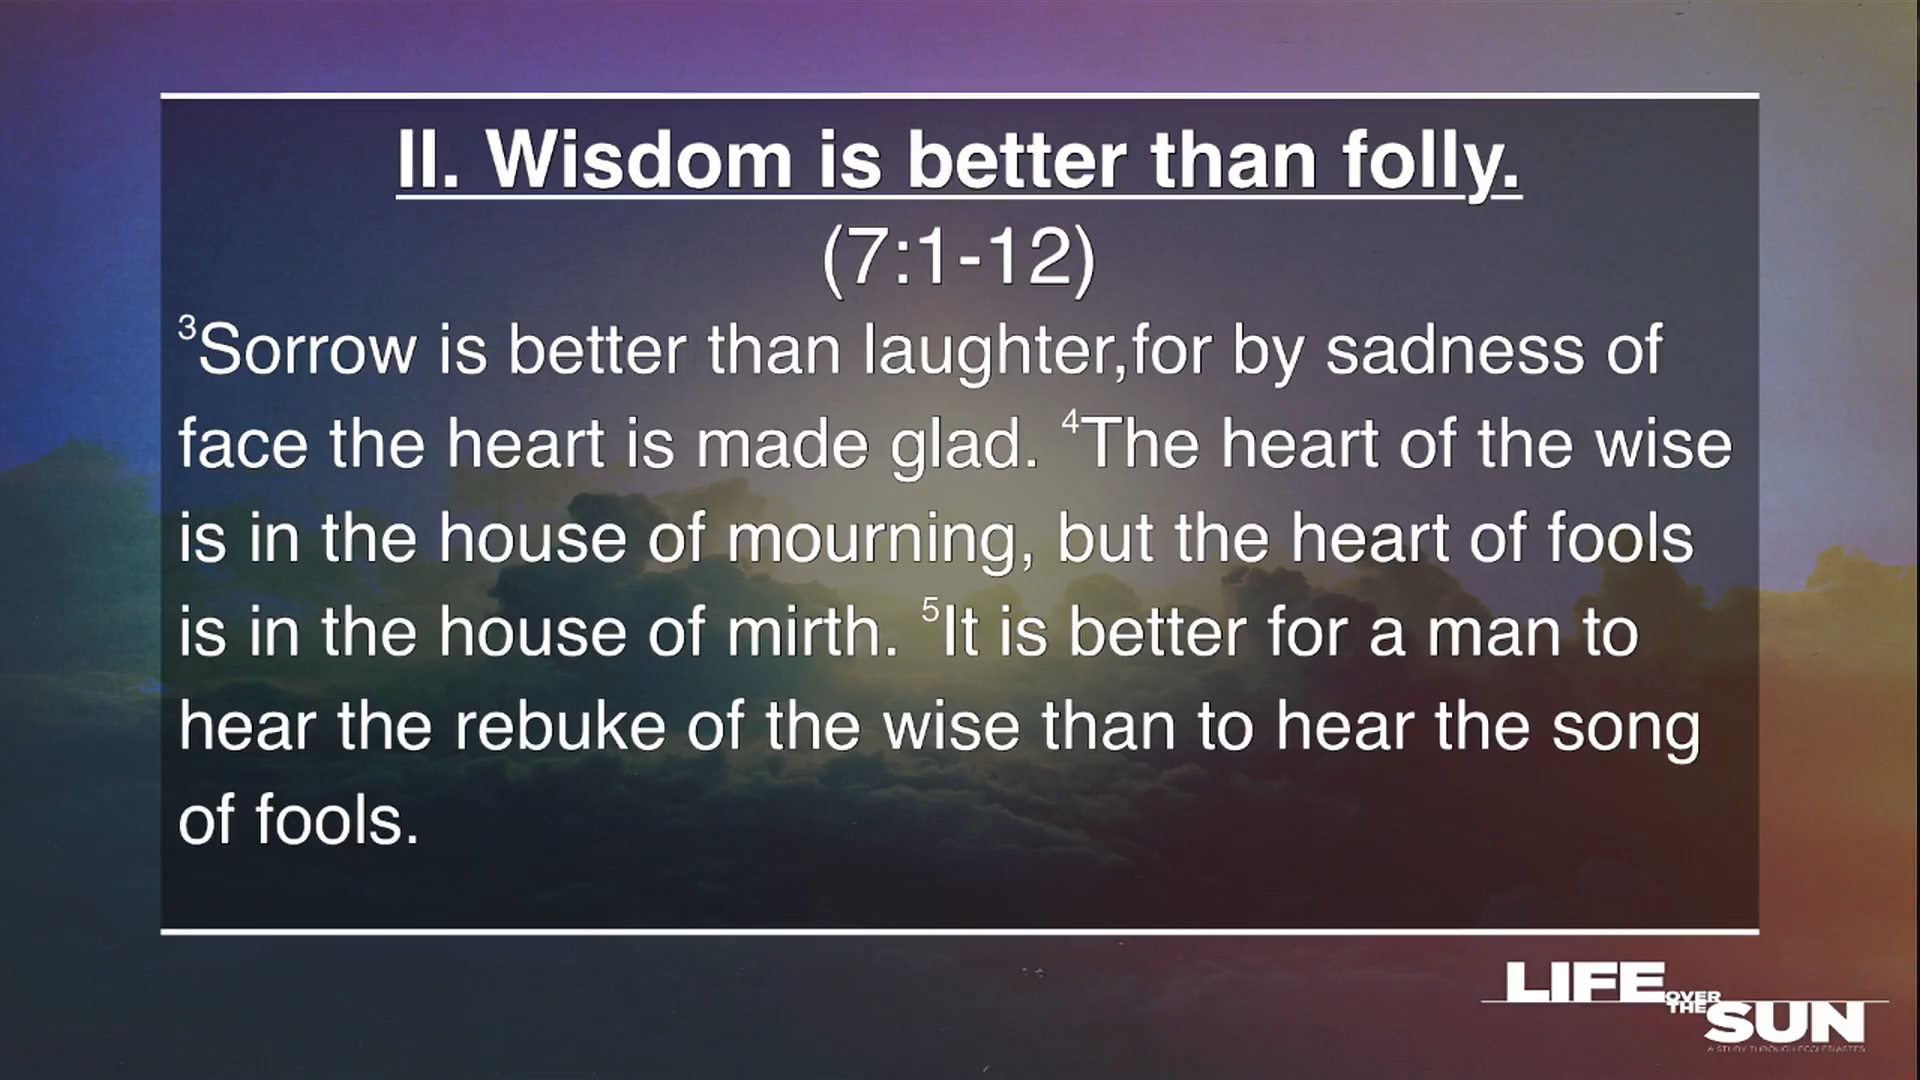 II. Wisdom is better than folly.
(7:1-12)
³Sorrow is better than laughter,for by sadness of
face the heart is made glad. ⁴The heart of the wise
is in the house of mourning, but the heart of fools
is in the house of mirth. ⁵It is better for a man to
hear the rebuke of the wise than to hear the song
of fools.
LIFE
OVER
THE
SUN
A STUDY THROUGH ECCLESIASTES